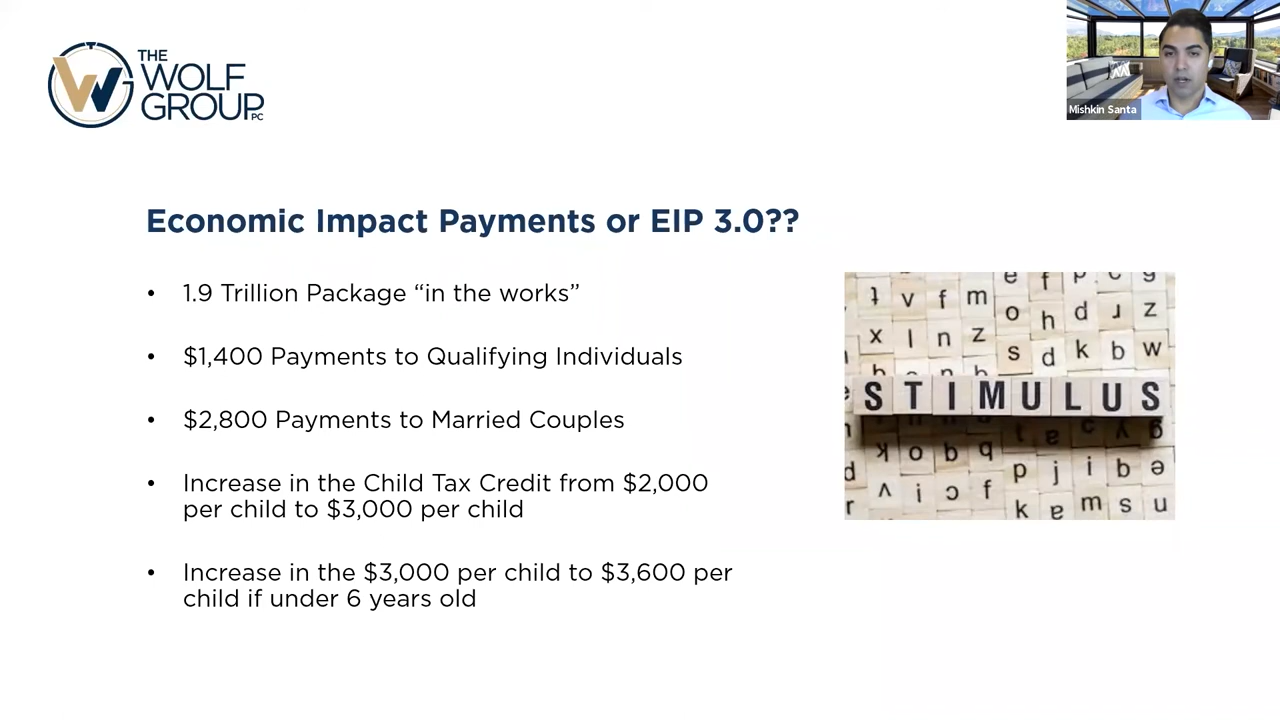 THE
WOLF
GROUP PC
Mishkin Santa
Economic Impact Payments or EIP 3.0??
• 1.9 Trillion Package “in the works”
• $1,400 Payments to Qualifying Individuals
• $2,800 Payments to Married Couples
• Increase in the Child Tax Credit from $2,000
per child to $3,000 per child
• Increase in the $3,000 per child to $3,600 per
child if under 6 years old
STIMULUS